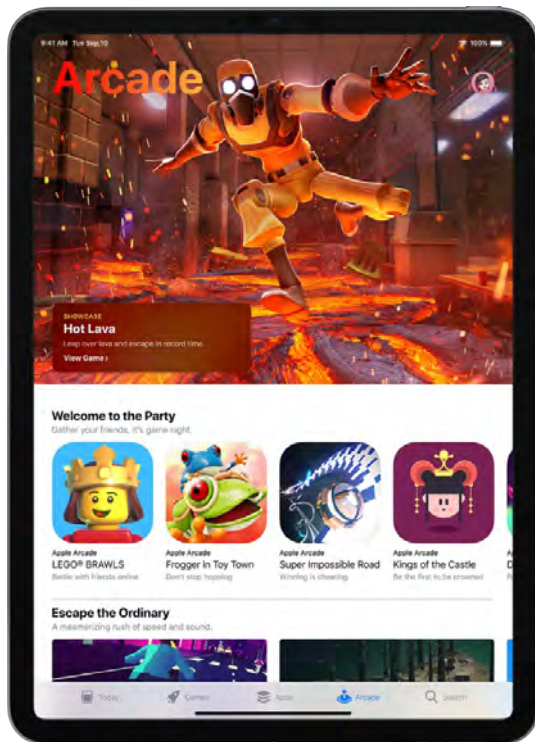 9:41 AM Tue Sep 10
100%
Arcade
SHOWCASE
Hot Lava
Leap over lava and escape in record time.
View Game ›
Welcome to the Party
Gather your friends, it's game night.
Apple Arcade
LEGO® BRAWLS
Battle with friends online
Apple Arcade
Frogger in Toy Town
Don't stop hopping
Apple Arcade
Super Impossible Road
Winning is cheating
Apple Arcade
Kings of the Castle
Be the first to be crowned
Escape the Ordinary
A mesmerizing rush of speed and sound.
Today
Games
Apps
Arcade
Search